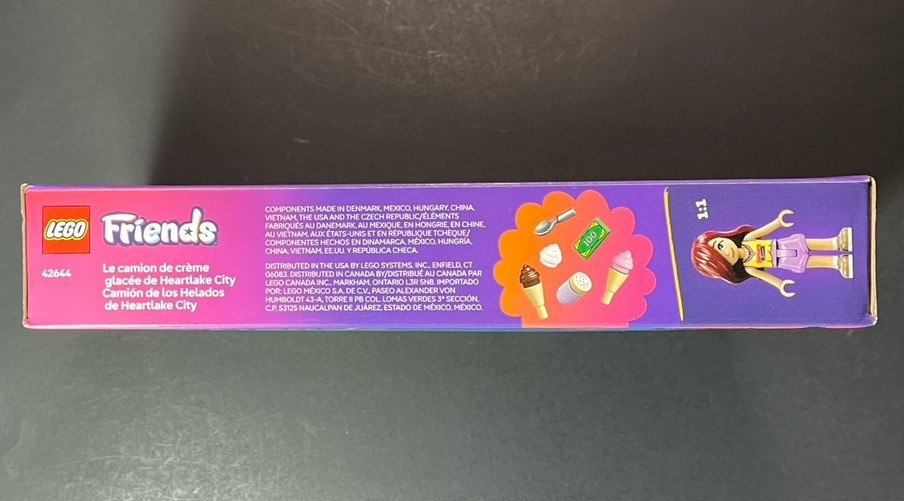 LEGO
Friends
42644
Le camion de crème
glacée de Heartlake City
Camión de los Helados
de Heartlake City
COMPONENTS MADE IN DENMARK, MEXICO, HUNGARY, CHINA,
VIETNAM, THE USA AND THE CZECH REPUBLIC/ÉLÉMENTS
FABRIQUÉS AU DANEMARK, AU MEXIQUE, EN HONGRIE, EN CHINE,
AU VIETNAM, AUX ÉTATS-UNIS ET EN RÉPUBLIQUE TCHÈQUE/
COMPONENTES HECHOS EN DINAMARCA, MÉXICO, HUNGRÍA,
CHINA, VIETNAM, EE.UU. Y REPÚBLICA CHECA.
DISTRIBUTED IN THE USA BY LEGO SYSTEMS, INC., ENFIELD, CT
06083. DISTRIBUTED IN CANADA BY/DISTRIBUÉ AU CANADA PAR
LEGO CANADA INC., MARKHAM, ONTARIO L3R 5N8. IMPORTADO
POR: LEGO MÉXICO S.A. DE C.V., PASEO ALEXANDER VON
HUMBOLDT 43-A, TORRE II PB COL. LOMAS VERDES 3ª SECCIÓN,
C.P. 53125 NAUCALPAN DE JUÁREZ, ESTADO DE MÉXICO, MÉXICO.
100
1:1